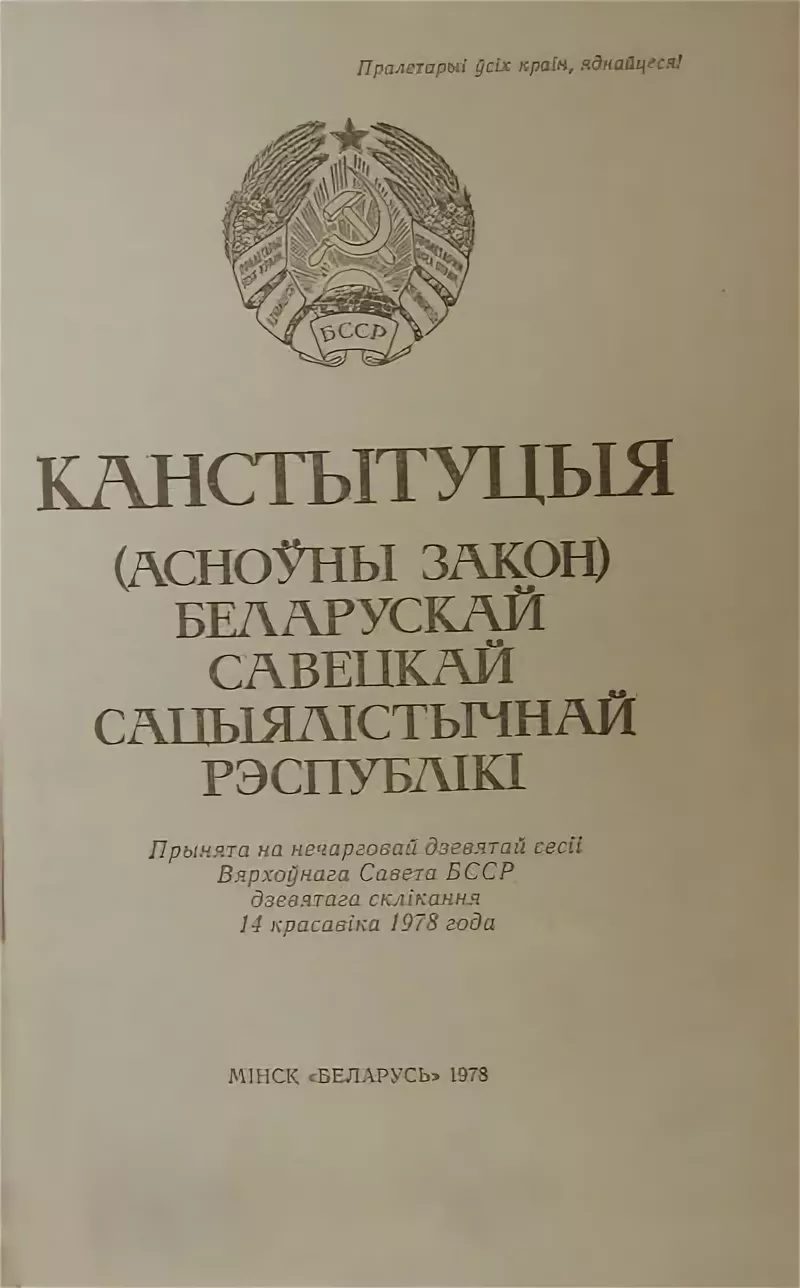 Пралетарыі ўсіх краін, яднайцеся!
БССР
КАНСТЫТУЦЫЯ
(АСНОЎНЫ ЗАКОН)
БЕЛАРУСКАЙ
САВЕЦКАЙ
САЦЫЯЛІСТЫЧНАЙ
РЭСПУБЛІКІ
Прынята на нечарговай дзевятай сесіі
Вярхоўнага Савета БССР
дзевятага склікання
14 красавіка 1978 года
МІНСК «БЕЛАРУСЬ» 1978